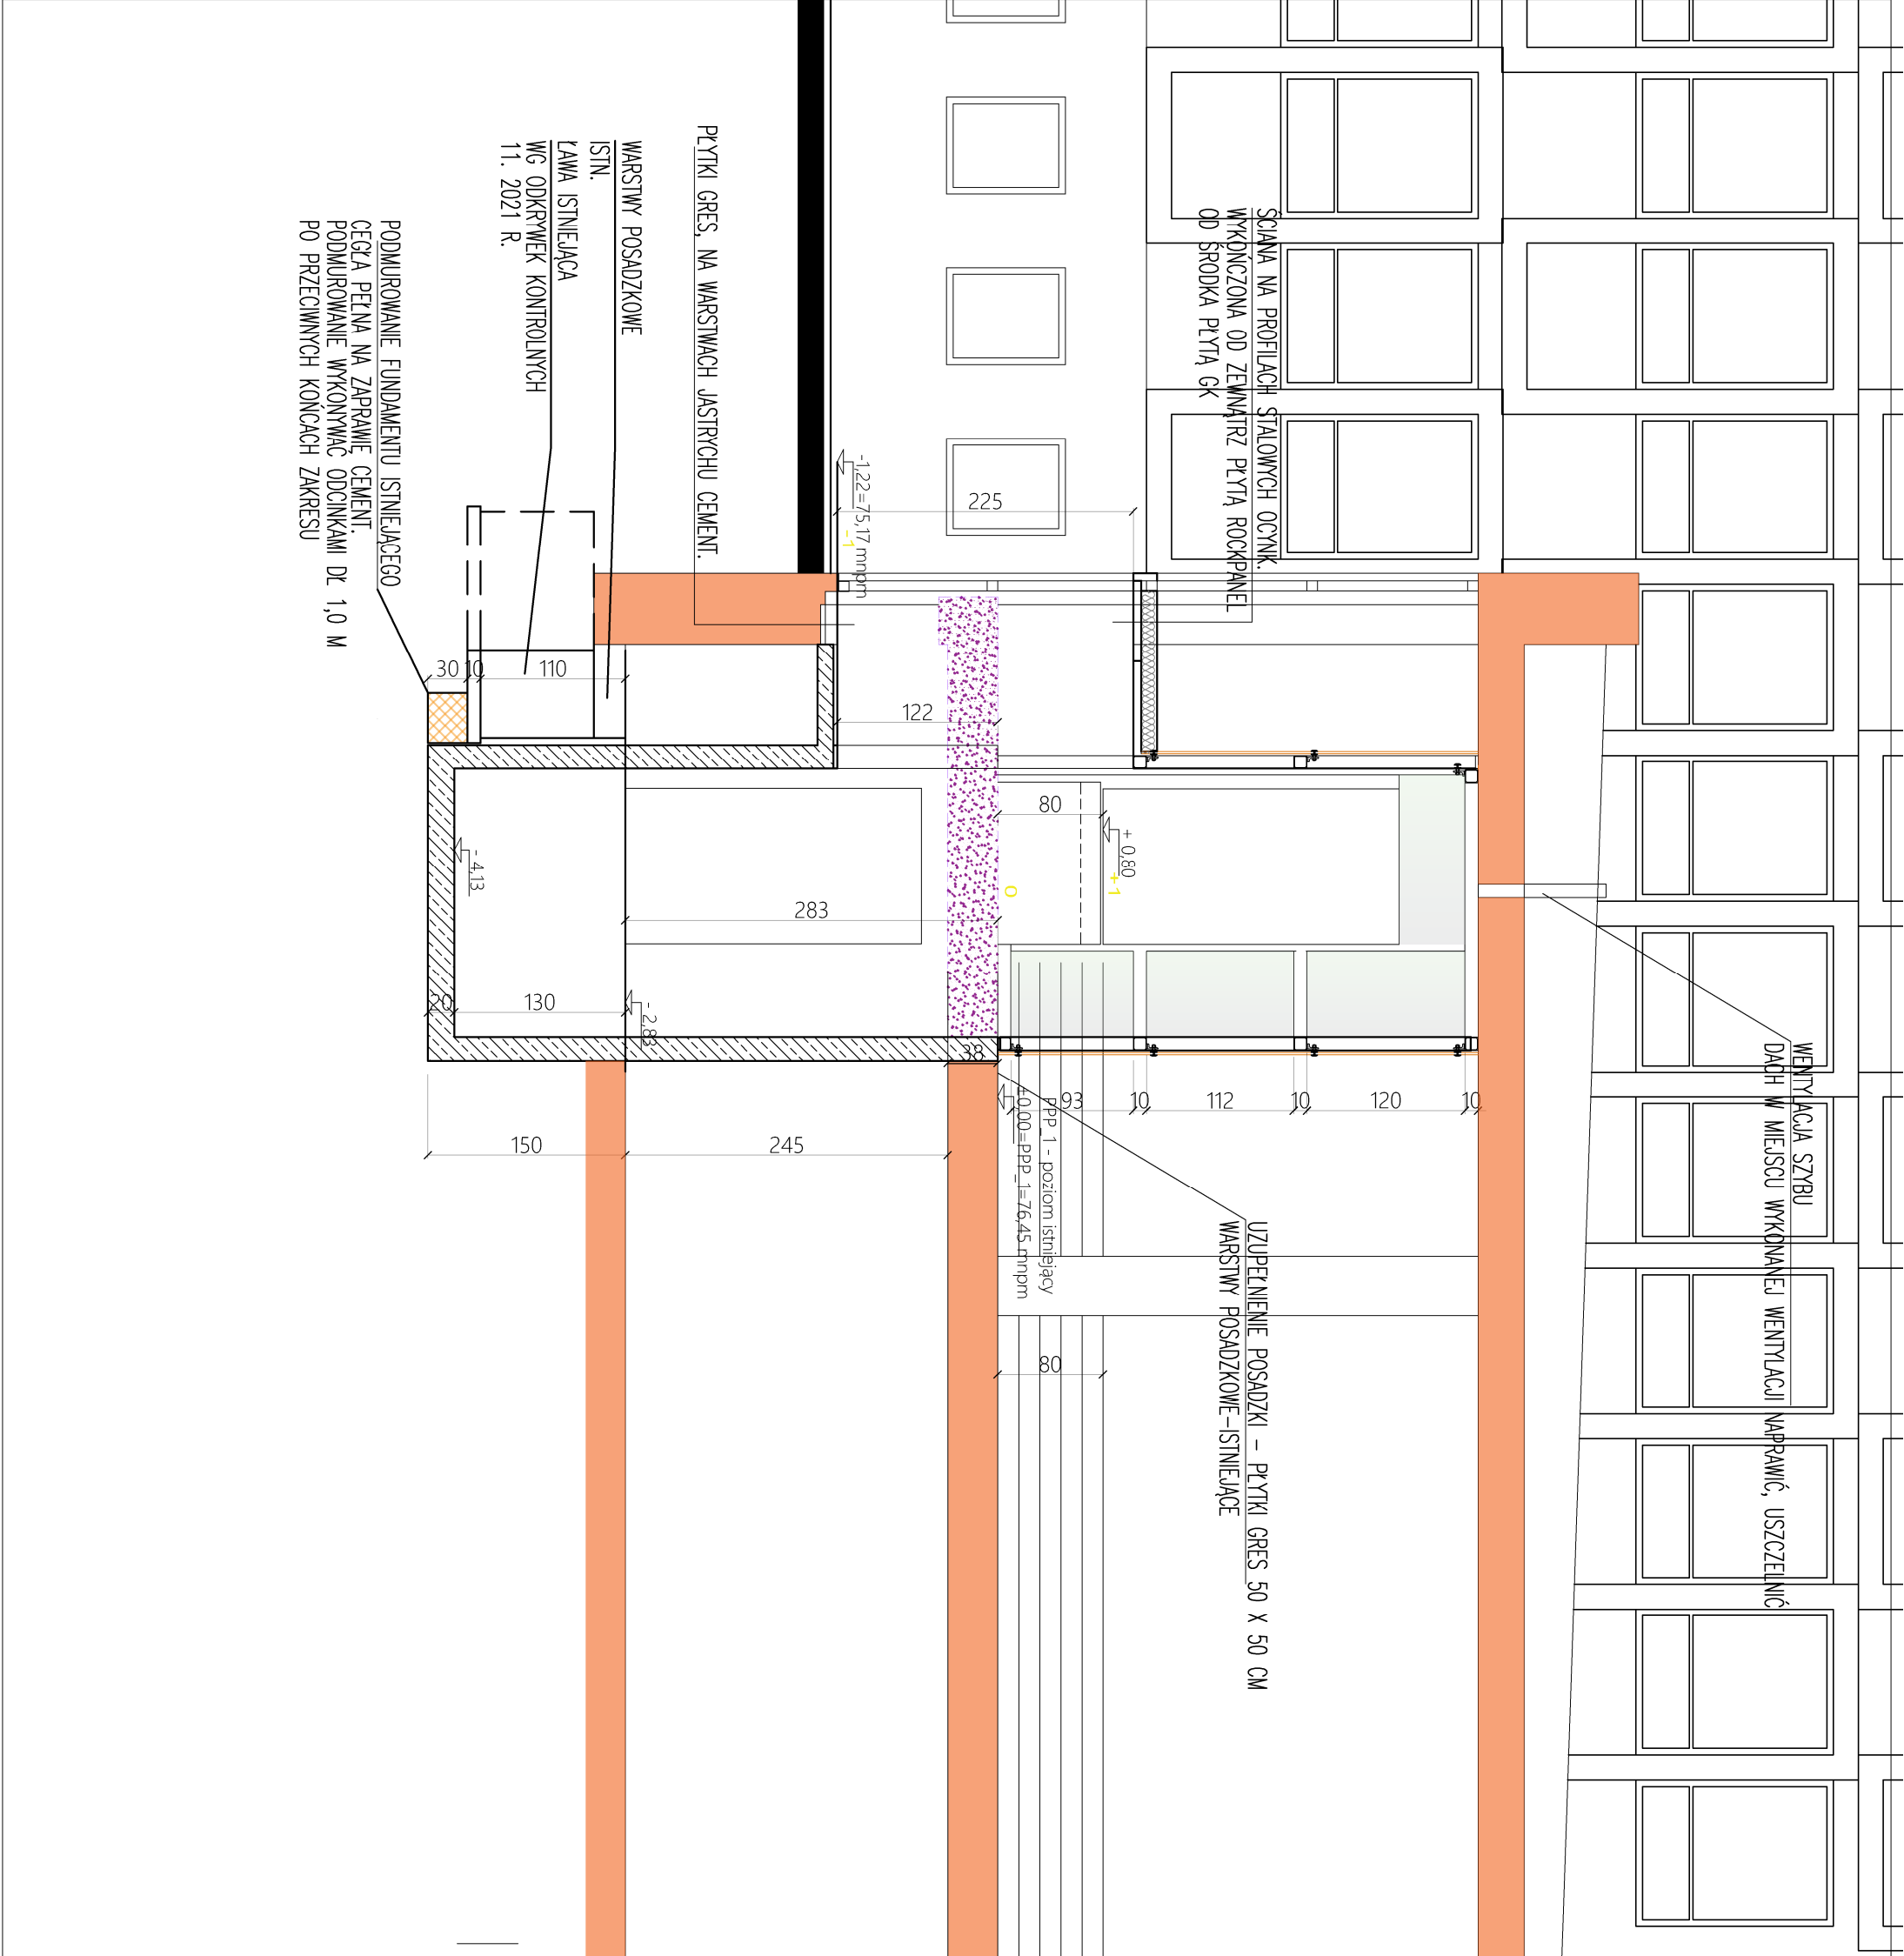 WENTYLACJA SZYBU
DACH W MIEJSCU WYKONANEJ WENTYLACJI NAPRAWIĆ, USZCZELNIĆ
ŚCIANA NA PROFILACH STALOWYCH OCYNK.
WYKOŃCZONA OD ZEWNĄTRZ PŁYTĄ ROCKPANEL
OD ŚRODKA PŁYTĄ GK
UZUPEŁNIENIE POSADZKI - PŁYTKI GRES 50 X 50 CM
WARSTWY POSADZKOWE-ISTNIEJĄCE
10
120
10
112
10
93
+ 0,80
+1
80
0
80
PPP_1 - poziom istniejący
±0,00=PPP_1=76,45 mnpm
225
-1,22=75,17 mnpm
-1
122
38
283
245
PŁYTKI GRES, NA WARSTWACH JASTRYCHU CEMENT.
WARSTWY POSADZKOWE
ISTN.
ŁAWA ISTNIEJĄCA
WG ODKRYWEK KONTROLNYCH
11. 2021 R.
- 2,83
110
10
30
130
20
150
- 4,13
PODMUROWANIE FUNDAMENTU ISTNIEJĄCEGO
CEGŁA PEŁNA NA ZAPRAWIĘ CEMENT.
PODMUROWANIE WYKONYWAĆ ODCINKAMI DŁ 1,0 M
PO PRZECIWNYCH KOŃCACH ZAKRESU